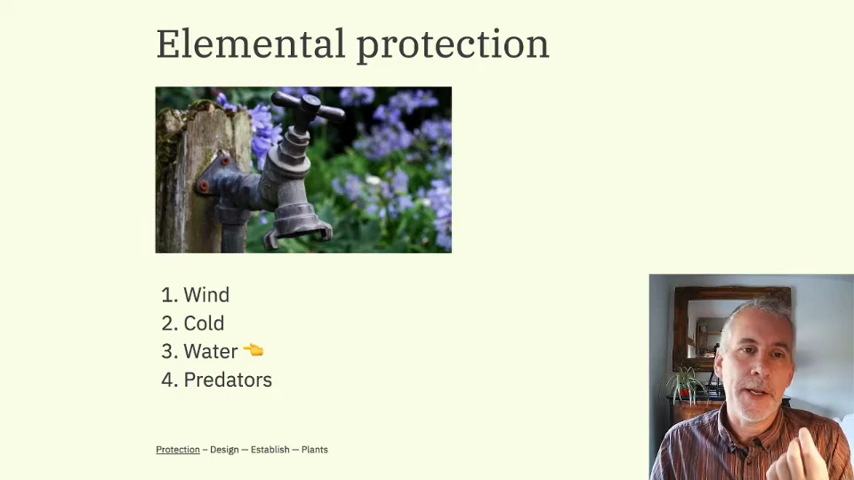 Elemental protection
1. Wind
2. Cold
3. Water 👈
4. Predators
Protection – Design — Establish — Plants